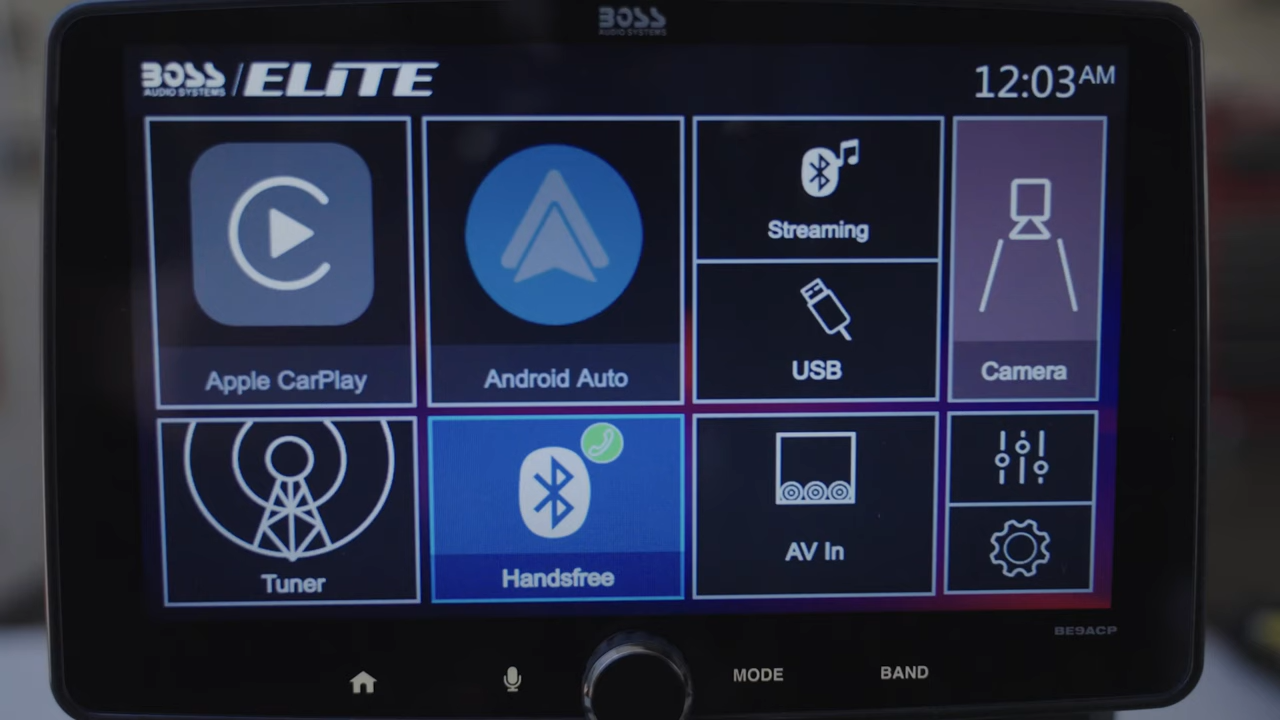 BOSS
AUDIO SYSTEMS
BOSS
AUDIO SYSTEMS
/ELITE
12:03AM
Apple CarPlay
Android Auto
Streaming
USB
Camera
Tuner
Handsfree
AV In
BE9ACP
MODE
BAND